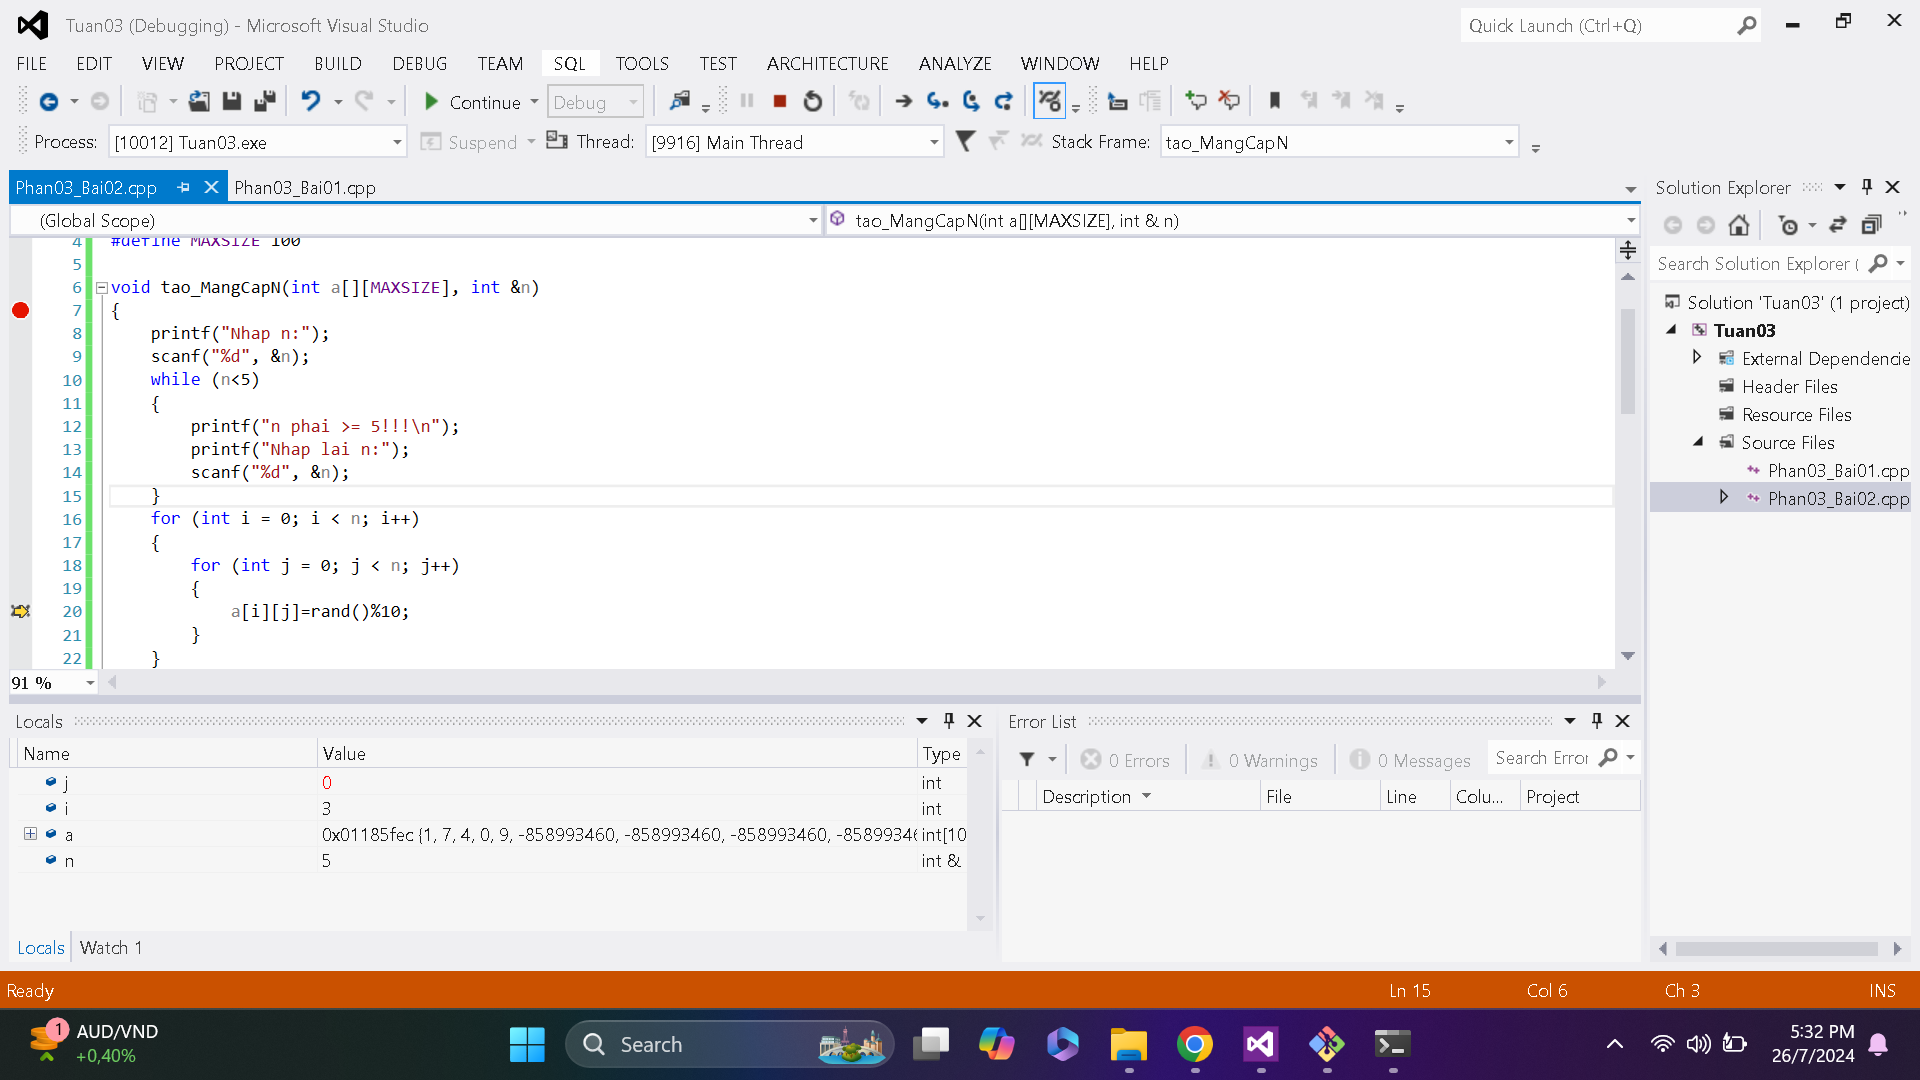 Tuan03 (Debugging) - Microsoft Visual Studio
Quick Launch (Ctrl+Q)
FILE EDIT VIEW PROJECT BUILD DEBUG TEAM SQL TOOLS TEST ARCHITECTURE ANALYZE WINDOW HELP
Continue Debug
Process: [10012] Tuan03.exe Suspend Thread: [9916] Main Thread Stack Frame: tao_MangCapN
Phan03_Bai02.cpp Phan03_Bai01.cpp
(Global Scope) tao_MangCapN(int a[][MAXSIZE], int & n)
4 #define MAXSIZE 100
5
6 void tao_MangCapN(int a[][MAXSIZE], int &n)
7 {
8 printf("Nhap n:");
9 scanf("%d", &n);
10 while (n<5)
11 {
12 printf("n phai >= 5!!!\n");
13 printf("Nhap lai n:");
14 scanf("%d", &n);
15 }
16 for (int i = 0; i < n; i++)
17 {
18 for (int j = 0; j < n; j++)
19 {
20 a[i][j]=rand()%10;
21 }
22 }
91 %
Solution Explorer
Search Solution Explorer (
Solution 'Tuan03' (1 project)
Tuan03
External Dependencie
Header Files
Resource Files
Source Files
Phan03_Bai01.cpp
Phan03_Bai02.cpp
Locals
Name Value Type
j 0 int
i 3 int
a 0x01185fec {1, 7, 4, 0, 9, -858993460, -858993460, -858993460, -85899346 int[10
n 5 int &
Locals Watch 1
Error List
0 Errors 0 Warnings 0 Messages Search Error
Description File Line Colu... Project
Ready Ln 15 Col 6 Ch 3 INS
1 AUD/VND
+0,40%
Search
5:32 PM
26/7/2024